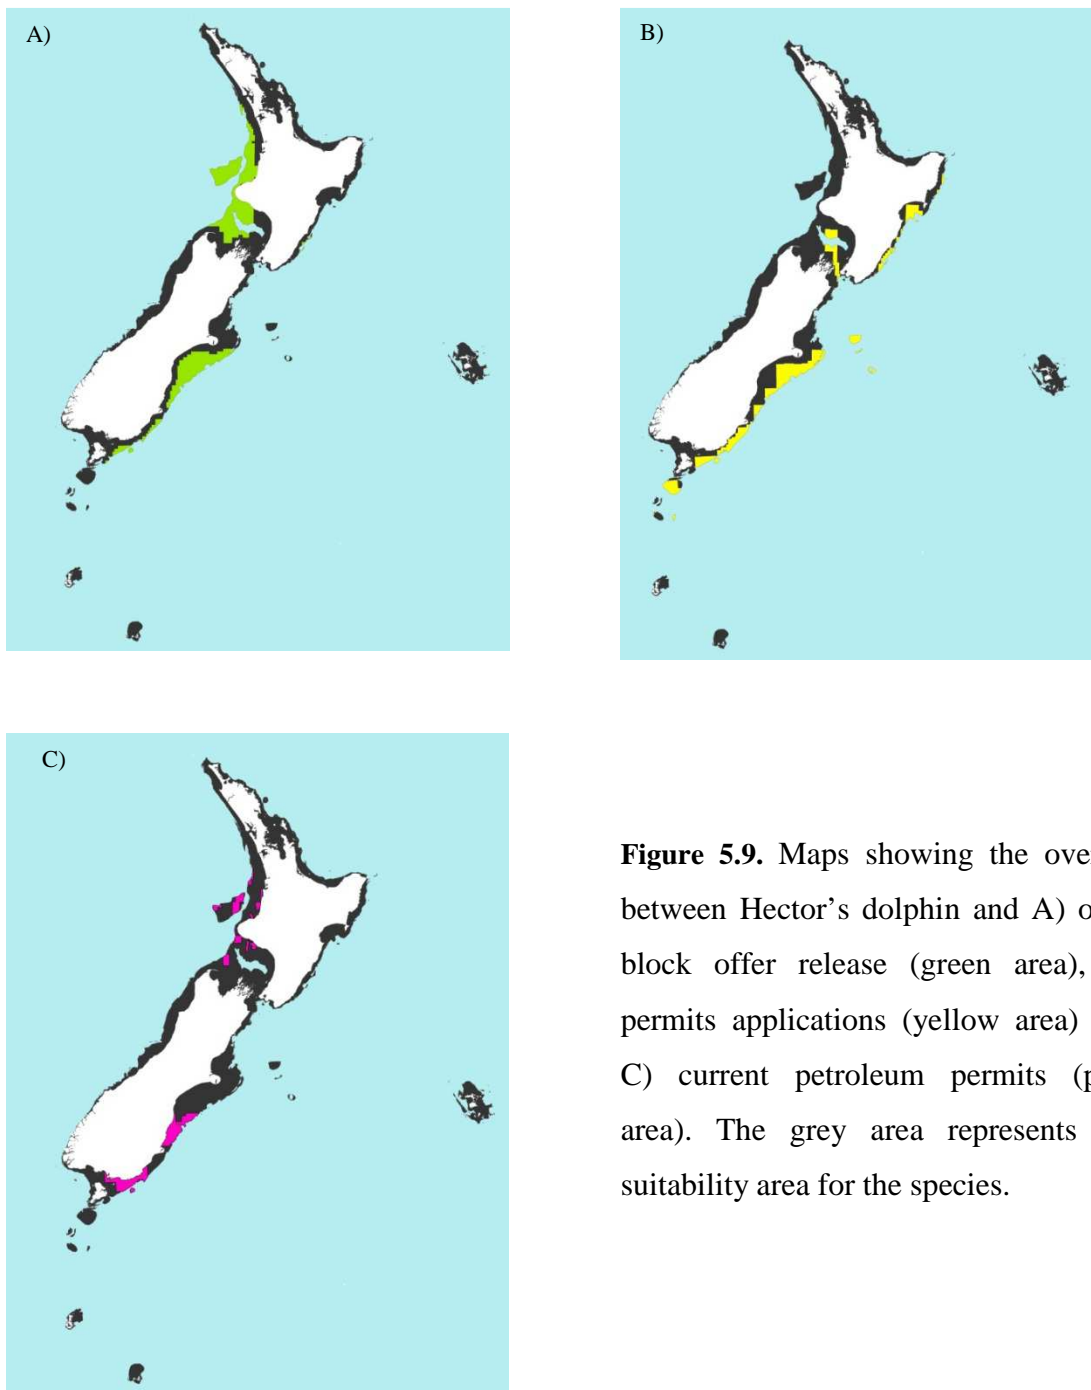 A)
B)
C)
Figure 5.9. Maps showing the
between Hector's dolphin and A)
block offer release (green area),
permits applications (yellow area)
C) current petroleum permits
area). The grey area represents
suitability area for the species.